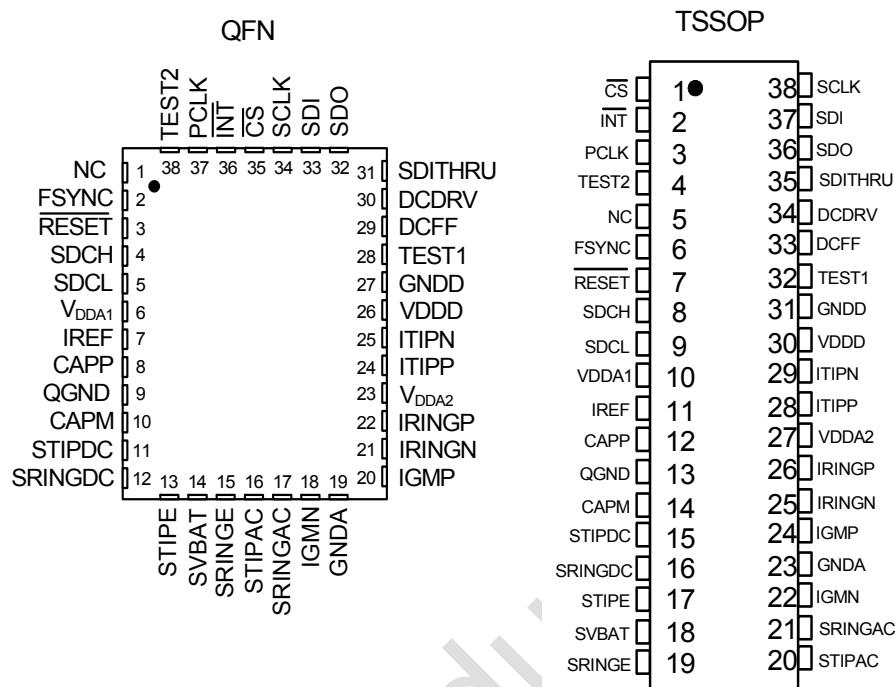 QFN
TEST2
PCLK
INT
CS
SCLK
SDI
SDO
38 37 36 35 34 33 32
NC 1 31 SDITHRU
FSYNC 2 30 DCDRV
RESET 3 29 DCFF
SDCH 4 28 TEST1
SDCL 5 27 GNDD
VDDA1 6 26 VDDD
IREF 7 25 ITIPN
CAPP 8 24 ITIPP
QGND 9 23 VDDA2
CAPM 10 22 IRINGP
STIPDC 11 21 IRINGN
SRINGDC 12 20 IGMP
13 14 15 16 17 18 19
STIPE
SVBAT
SRINGE
STIPAC
SRINGAC
IGMN
GNDA
TSSOP
CS 1 38 SCLK
INT 2 37 SDI
PCLK 3 36 SDO
TEST2 4 35 SDITHRU
NC 5 34 DCDRV
FSYNC 6 33 DCFF
RESET 7 32 TEST1
SDCH 8 31 GNDD
SDCL 9 30 VDDD
VDDA1 10 29 ITIPN
IREF 11 28 ITIPP
CAPP 12 27 VDDA2
QGND 13 26 IRINGP
CAPM 14 25 IRINGN
STIPDC 15 24 IGMP
SRINGDC 16 23 GNDA
STIPE 17 22 IGMN
SVBAT 18 21 SRINGAC
SRINGE 19 20 STIPAC